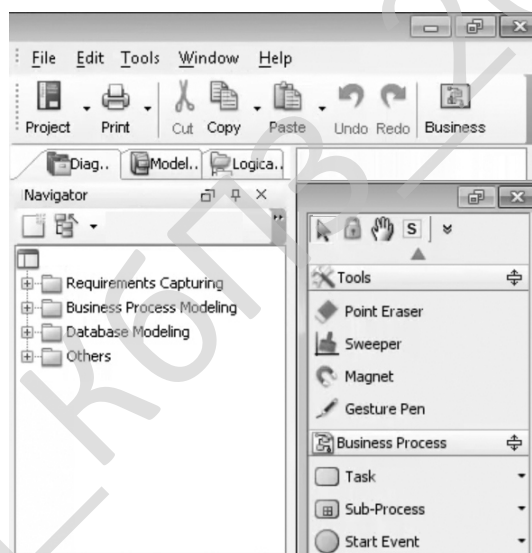 File Edit Tools Window Help
Project Print Cut Copy Paste Undo Redo Business
Diag.. Model.. Logica..
Navigator
S
Tools
Requirements Capturing
Business Process Modeling
Database Modeling
Others
Point Eraser
Sweeper
Magnet
Gesture Pen
Business Process
Task
Sub-Process
Start Event